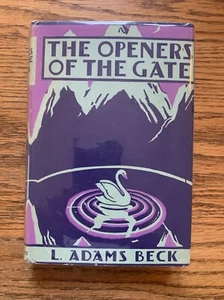 THE OPENERS
OF THE GATE
L. ADAMS BECK